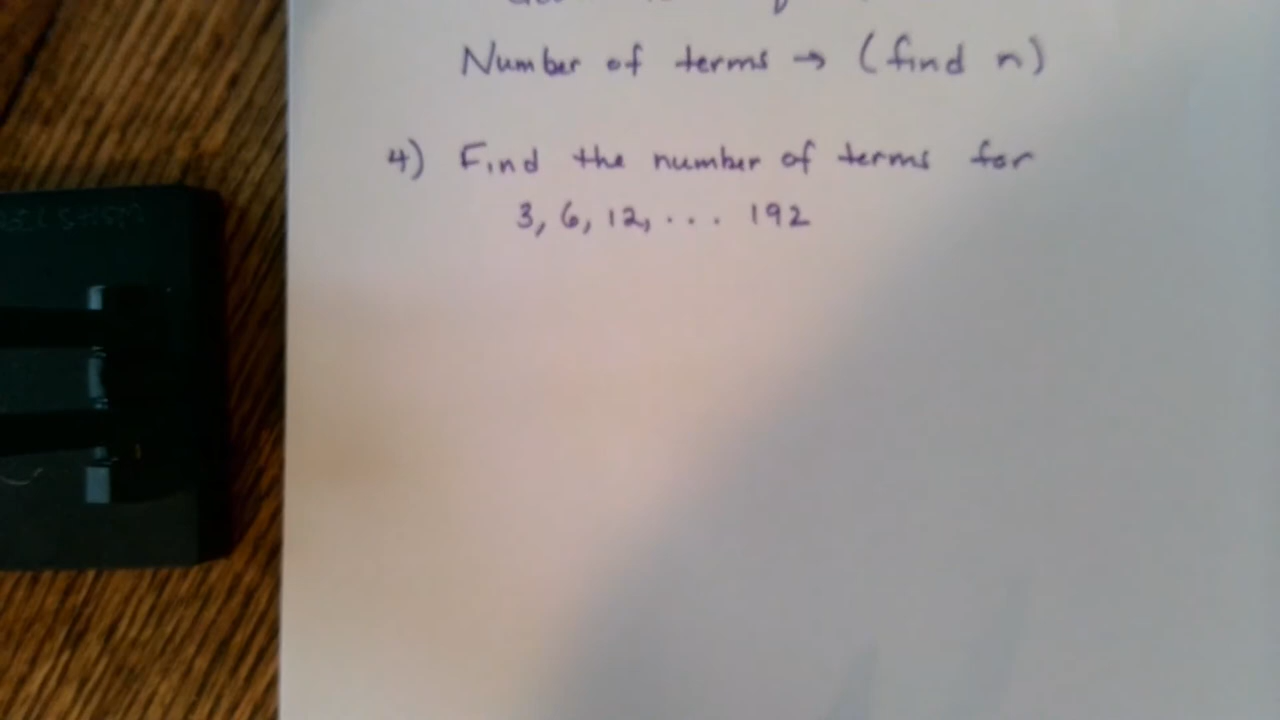 Number of terms → (find n)
4) Find the number of terms for
3, 6, 12, ... 192